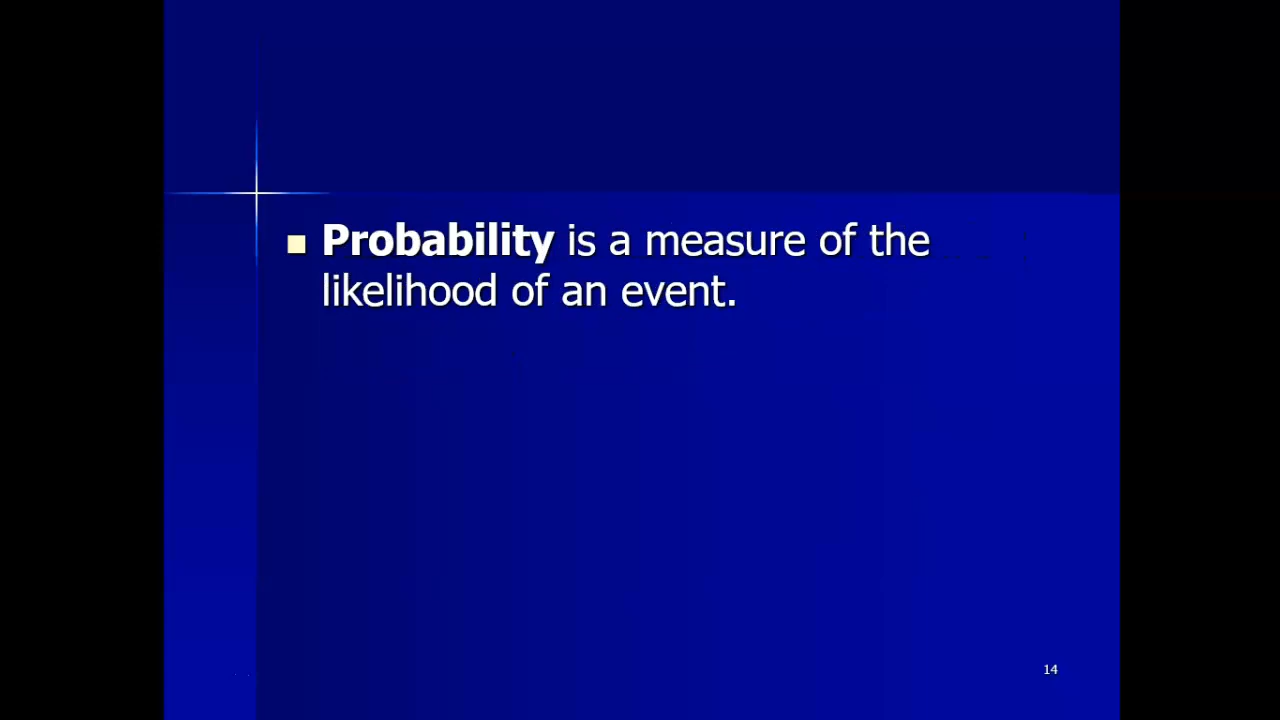 Probability is a measure of the
likelihood of an event.
14